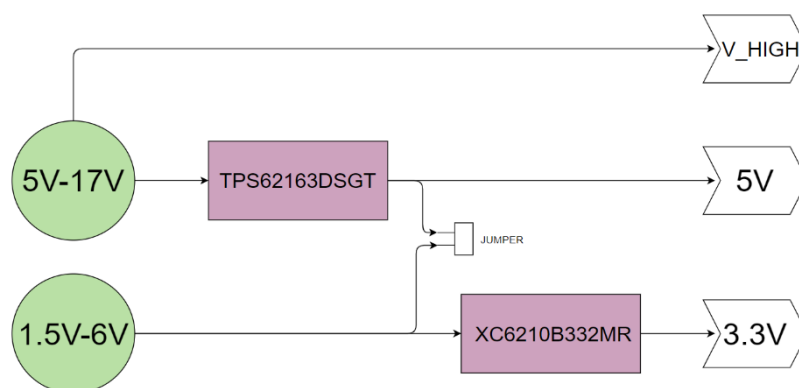 V_HIGH
5V-17V
TPS62163DSGT
5V
JUMPER
1.5V-6V
XC6210B332MR
3.3V